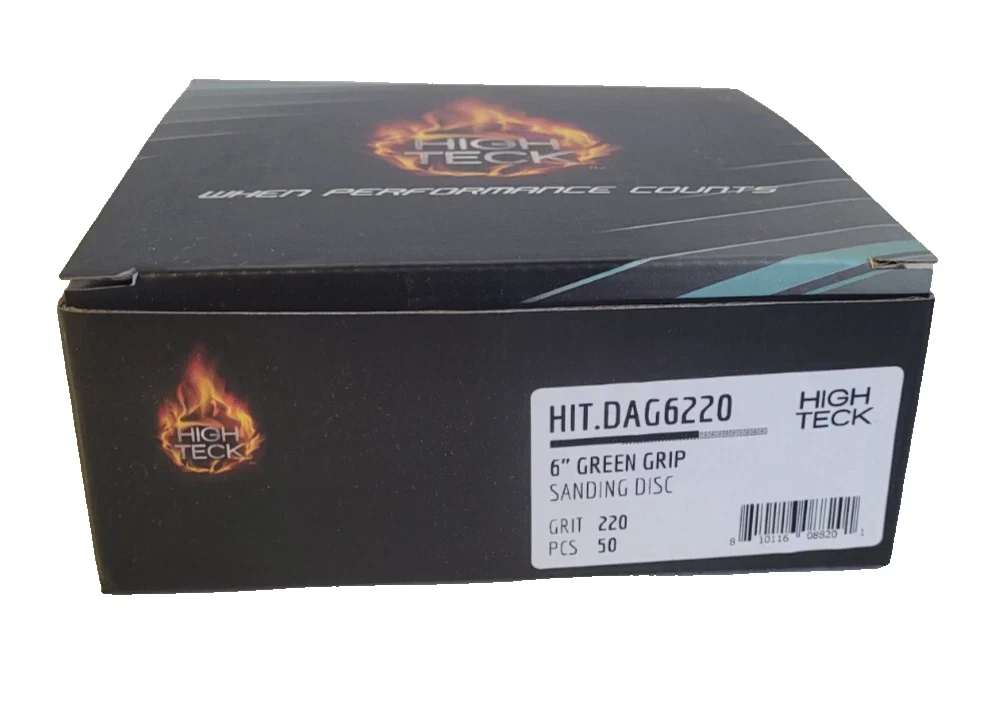 HIGH
TECK
WHEN PERFORMANCE COUNTS
HIGH
TECK
HIT.DAG6220
HIGH
TECK
6" GREEN GRIP
SANDING DISC
GRIT 220
PCS 50
8 10116 08820 1